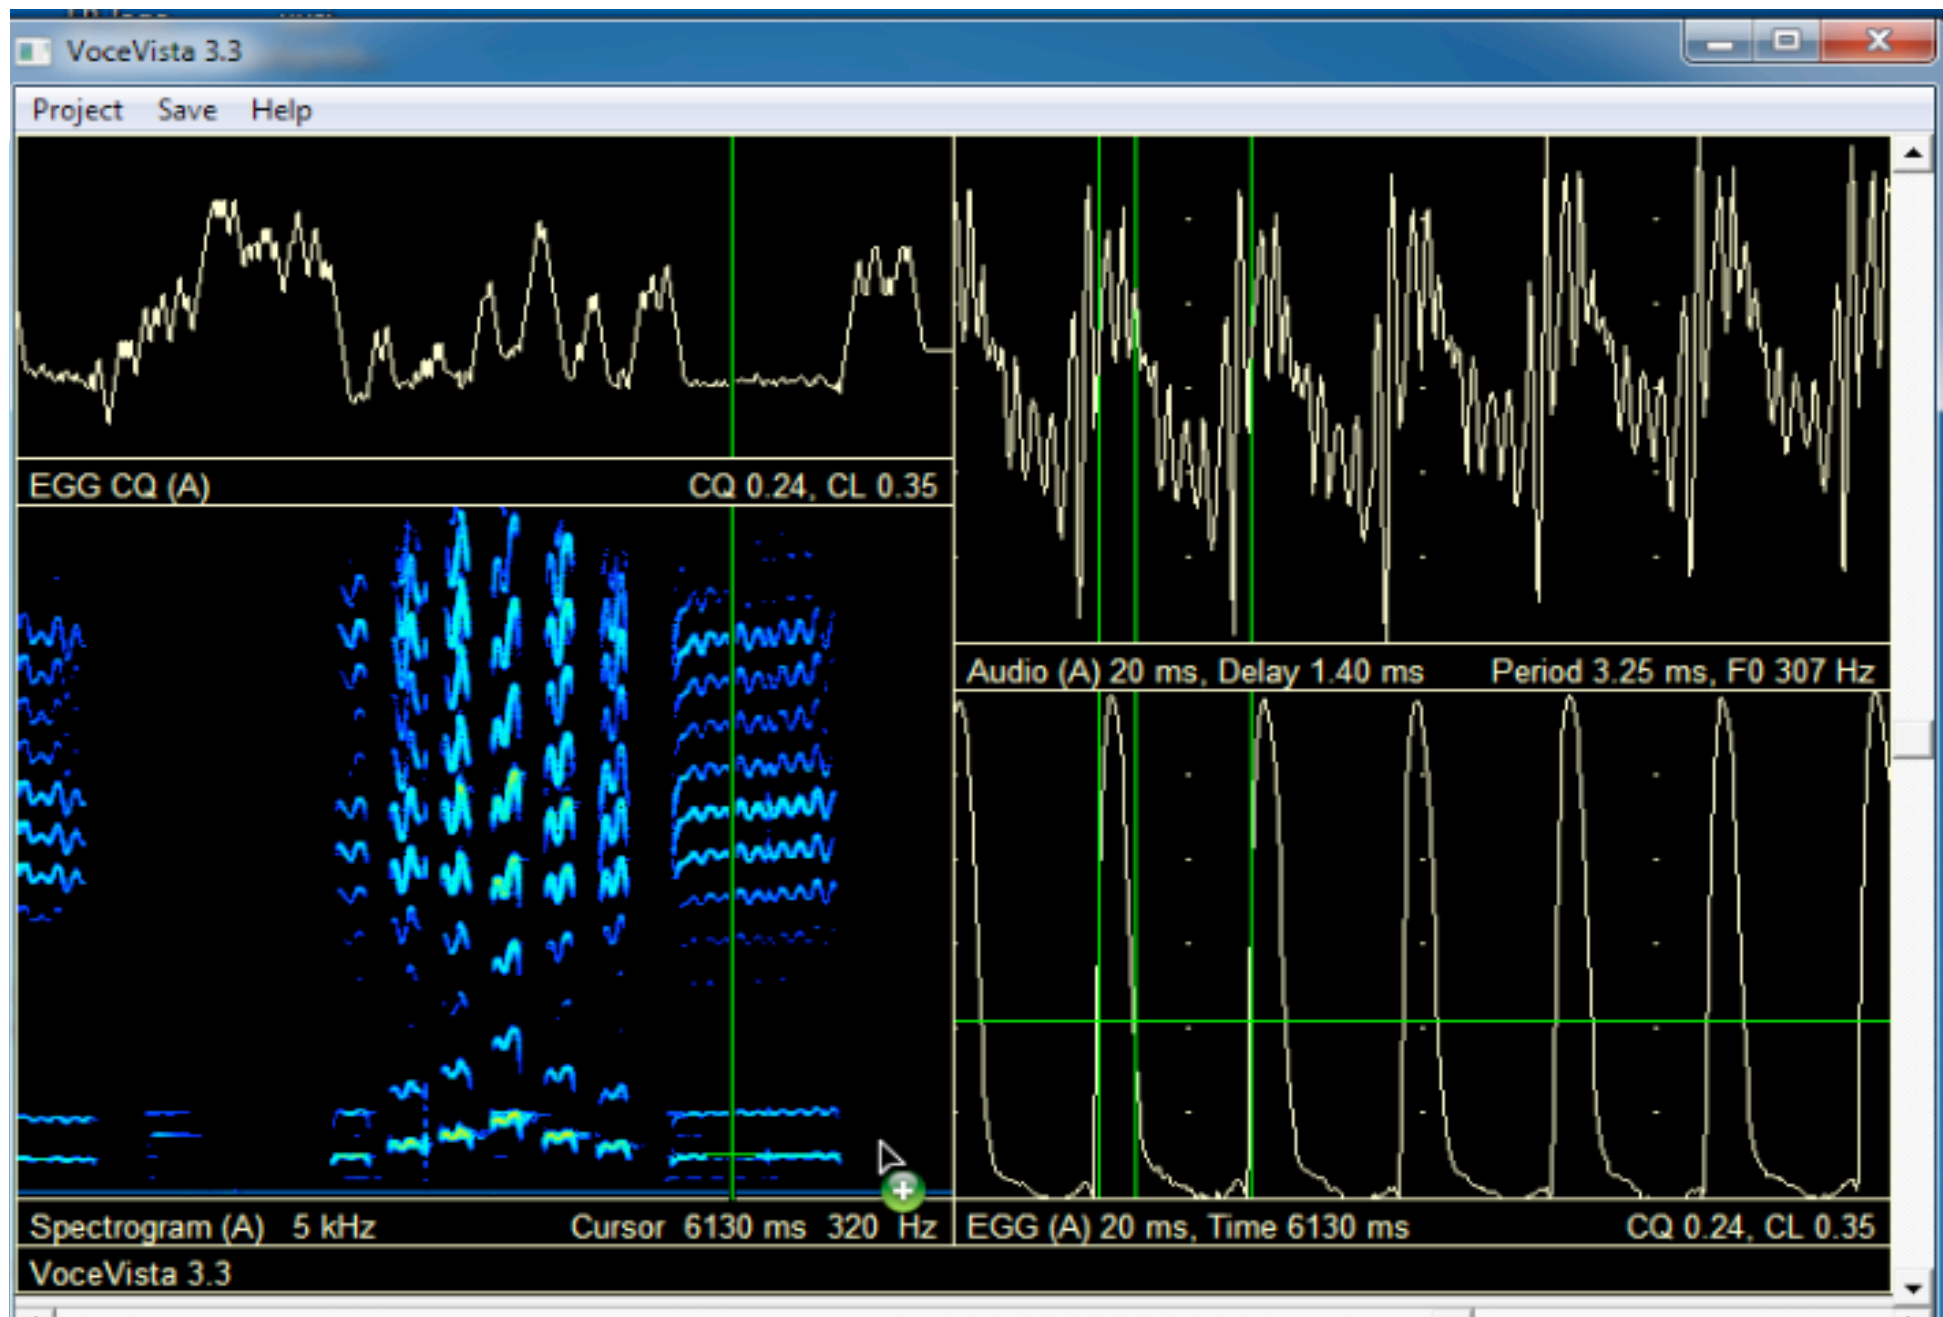 VoceVista 3.3
Project Save Help
EGG CQ (A) CQ 0.24, CL 0.35
Audio (A) 20 ms, Delay 1.40 ms Period 3.25 ms, F0 307 Hz
Spectrogram (A) 5 kHz Cursor 6130 ms 320 Hz
EGG (A) 20 ms, Time 6130 ms CQ 0.24, CL 0.35
VoceVista 3.3